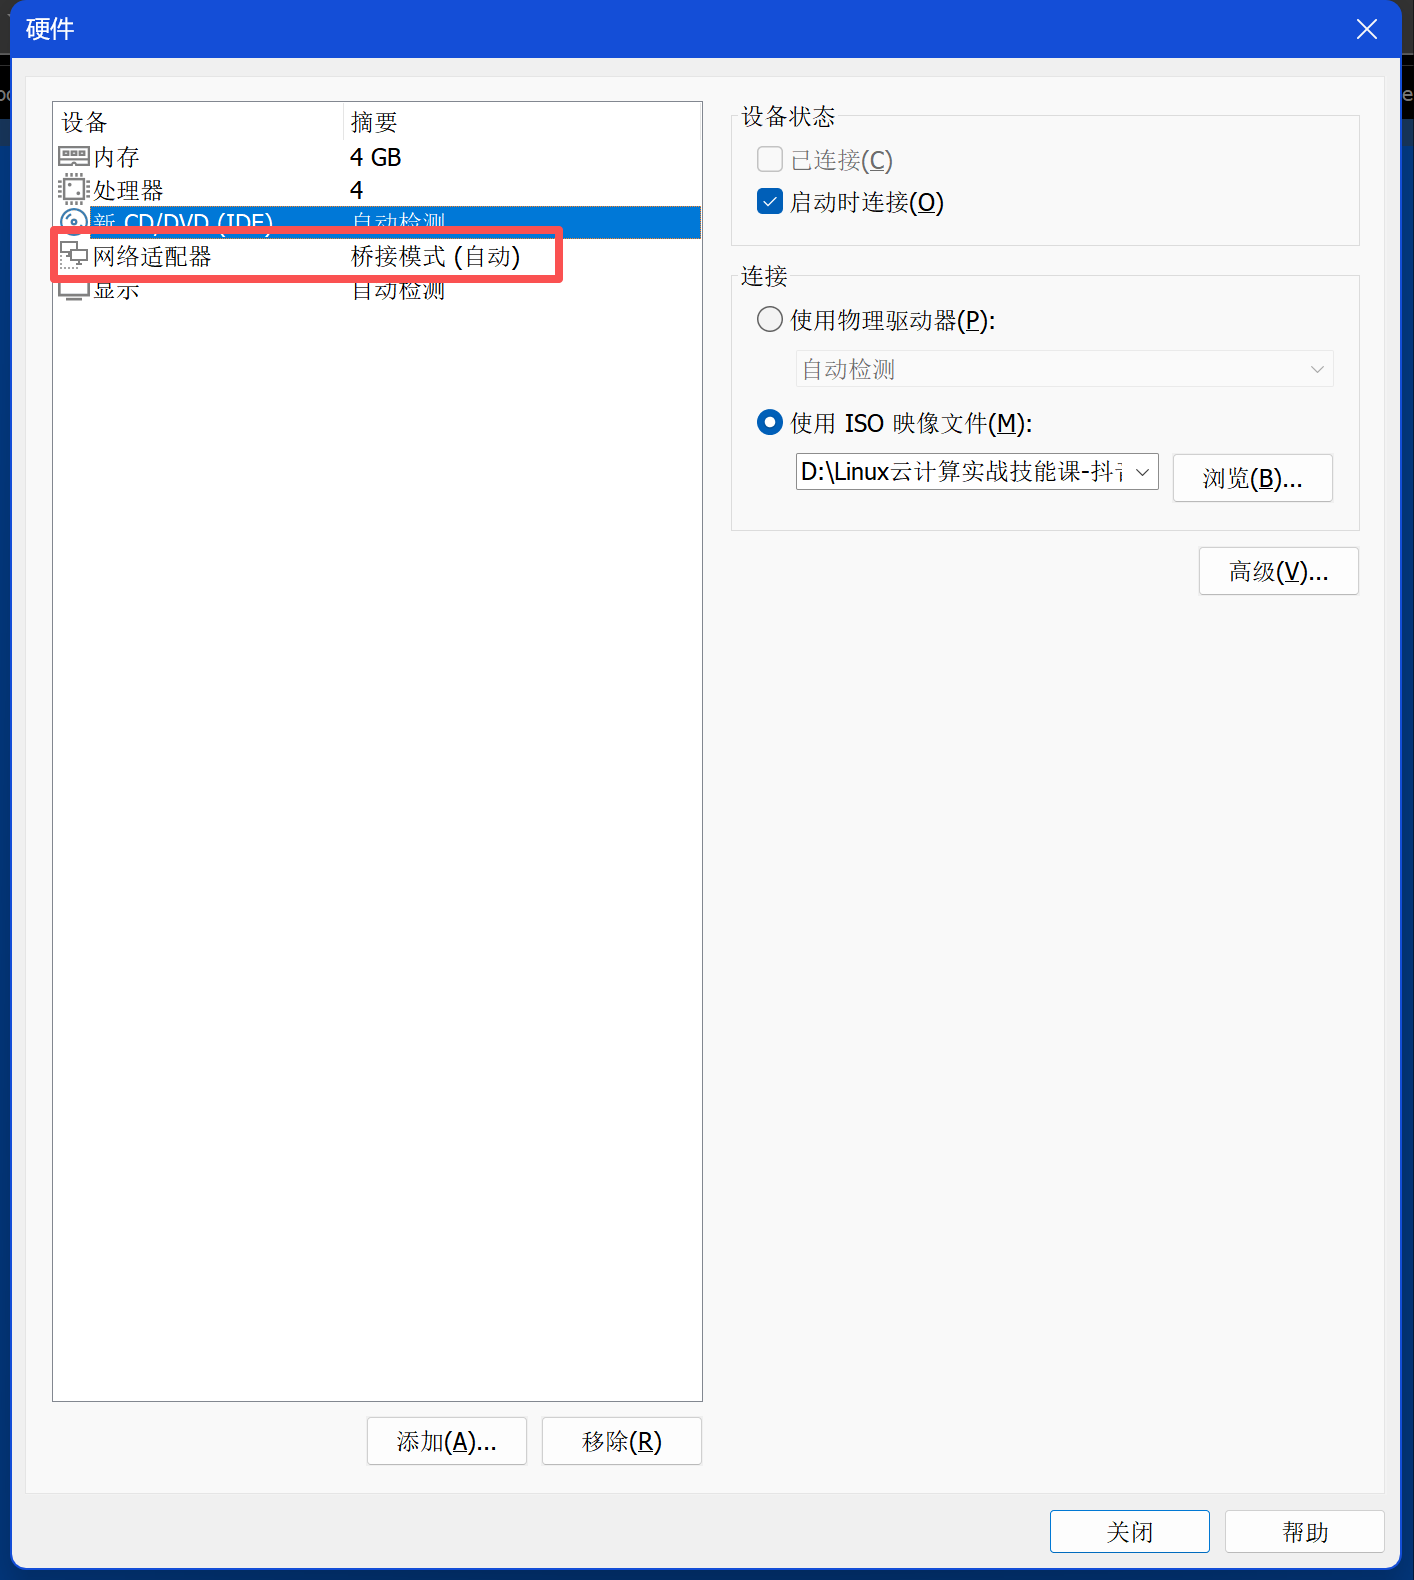 硬件
设备 摘要
内存 4 GB
处理器 4
新 CD/DVD (IDE) 自动检测
网络适配器 桥接模式 (自动)
显示 自动检测
添加(A)... 移除(R)
设备状态
已连接(C)
启动时连接(O)
连接
使用物理驱动器(P):
自动检测
使用 ISO 映像文件(M):
D:\Linux云计算实战技能课-抖 浏览(B)...
高级(V)...
关闭 帮助